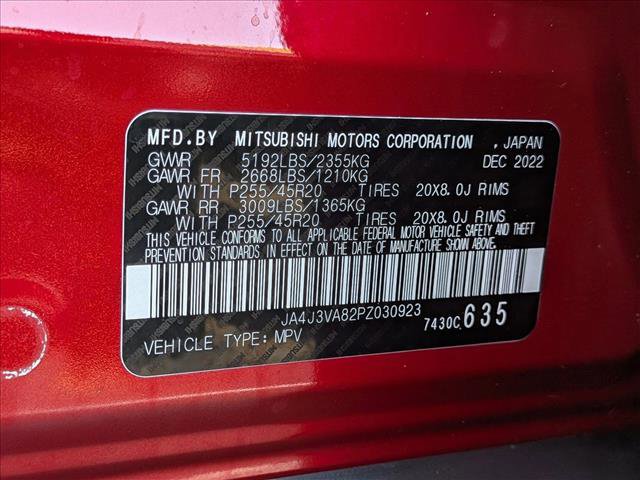 MFD.BY MITSUBISHI MOTORS CORPORATION , JAPAN
GVWR 5192LBS/2355KG DEC 2022
GAWR FR 2668LBS/1210KG
WITH P255/45R20 TIRES 20X8.0J RIMS
GAWR RR 3009LBS/1365KG
WITH P255/45R20 TIRES 20X8.0J RIMS
THIS VEHICLE CONFORMS TO ALL APPLICABLE FEDERAL MOTOR VEHICLE SAFETY AND THEFT
PREVENTION STANDARDS IN EFFECT ON THE DATE OF MANUFACTURE SHOWN ABOVE.
JA4J3VA82PZ030923 7430C 635
VEHICLE TYPE: MPV